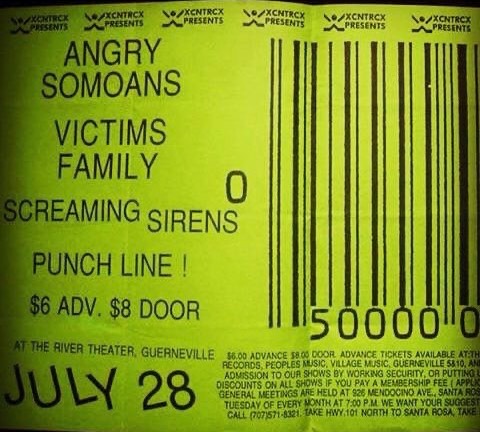 XCNTRCX PRESENTS XCNTRCX PRESENTS XCNTRCX PRESENTS XCNTRCX PRESENTS XCNTRCX PRESENTS XCNTRCX PRESENTS
ANGRY
SOMOANS
VICTIMS
FAMILY
SCREAMING SIRENS
PUNCH LINE !
$6 ADV. $8 DOOR
AT THE RIVER THEATER, GUERNEVILLE
JULY 28
0
50000 0
$6.00 ADVANCE $8.00 DOOR. ADVANCE TICKETS AVAILABLE AT:TH
RECORDS, PEOPLES MUSIC, VILLAGE MUSIC, GUERNEVILLE 5&10, AN
ADMISSION TO OUR SHOWS BY WORKING SECURITY, OR PUTTING U
DISCOUNTS ON ALL SHOWS IF YOU PAY A MEMBERSHIP FEE ( APPLIC
GENERAL MEETINGS ARE HELD AT 926 MENDOCINO AVE., SANTA ROS
TUESDAY OF EVERY MONTH AT 7:00 P.M. WE WANT YOUR SUGGEST
CALL (707)571-8321. TAKE HWY.101 NORTH TO SANTA ROSA, TAKE